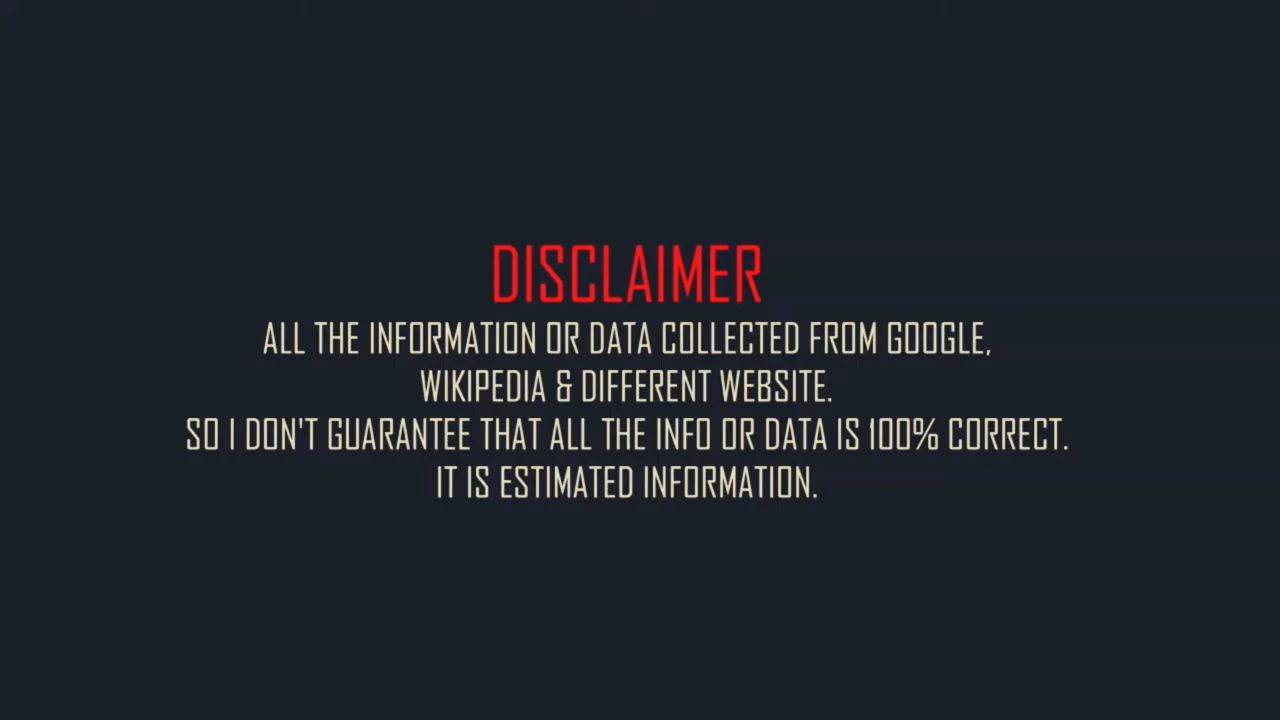 DISCLAIMER
ALL THE INFORMATION OR DATA COLLECTED FROM GOOGLE,
WIKIPEDIA & DIFFERENT WEBSITE.
SO I DON'T GUARANTEE THAT ALL THE INFO OR DATA IS 100% CORRECT.
IT IS ESTIMATED INFORMATION.